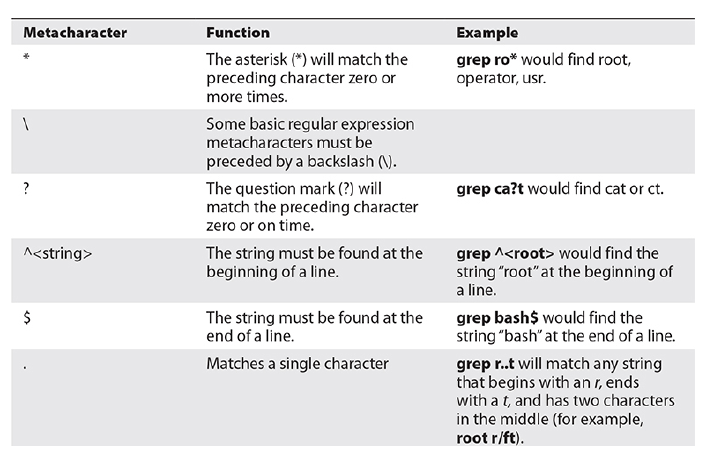 Metacharacter Function Example
* The asterisk (*) will match the grep ro* would find root,
preceding character zero or operator, usr.
more times.
\ Some basic regular expression
metacharacters must be
preceded by a backslash (\).
? The question mark (?) will grep ca?t would find cat or ct.
match the preceding character
zero or on time.
^<string> The string must be found at the grep ^<root> would find the
beginning of a line. string "root" at the beginning of
a line.
$ The string must be found at the grep bash$ would find the
end of a line. string "bash" at the end of a line.
. Matches a single character grep r..t will match any string
that begins with an r, ends
with a t, and has two characters
in the middle (for example,
root r/ft).